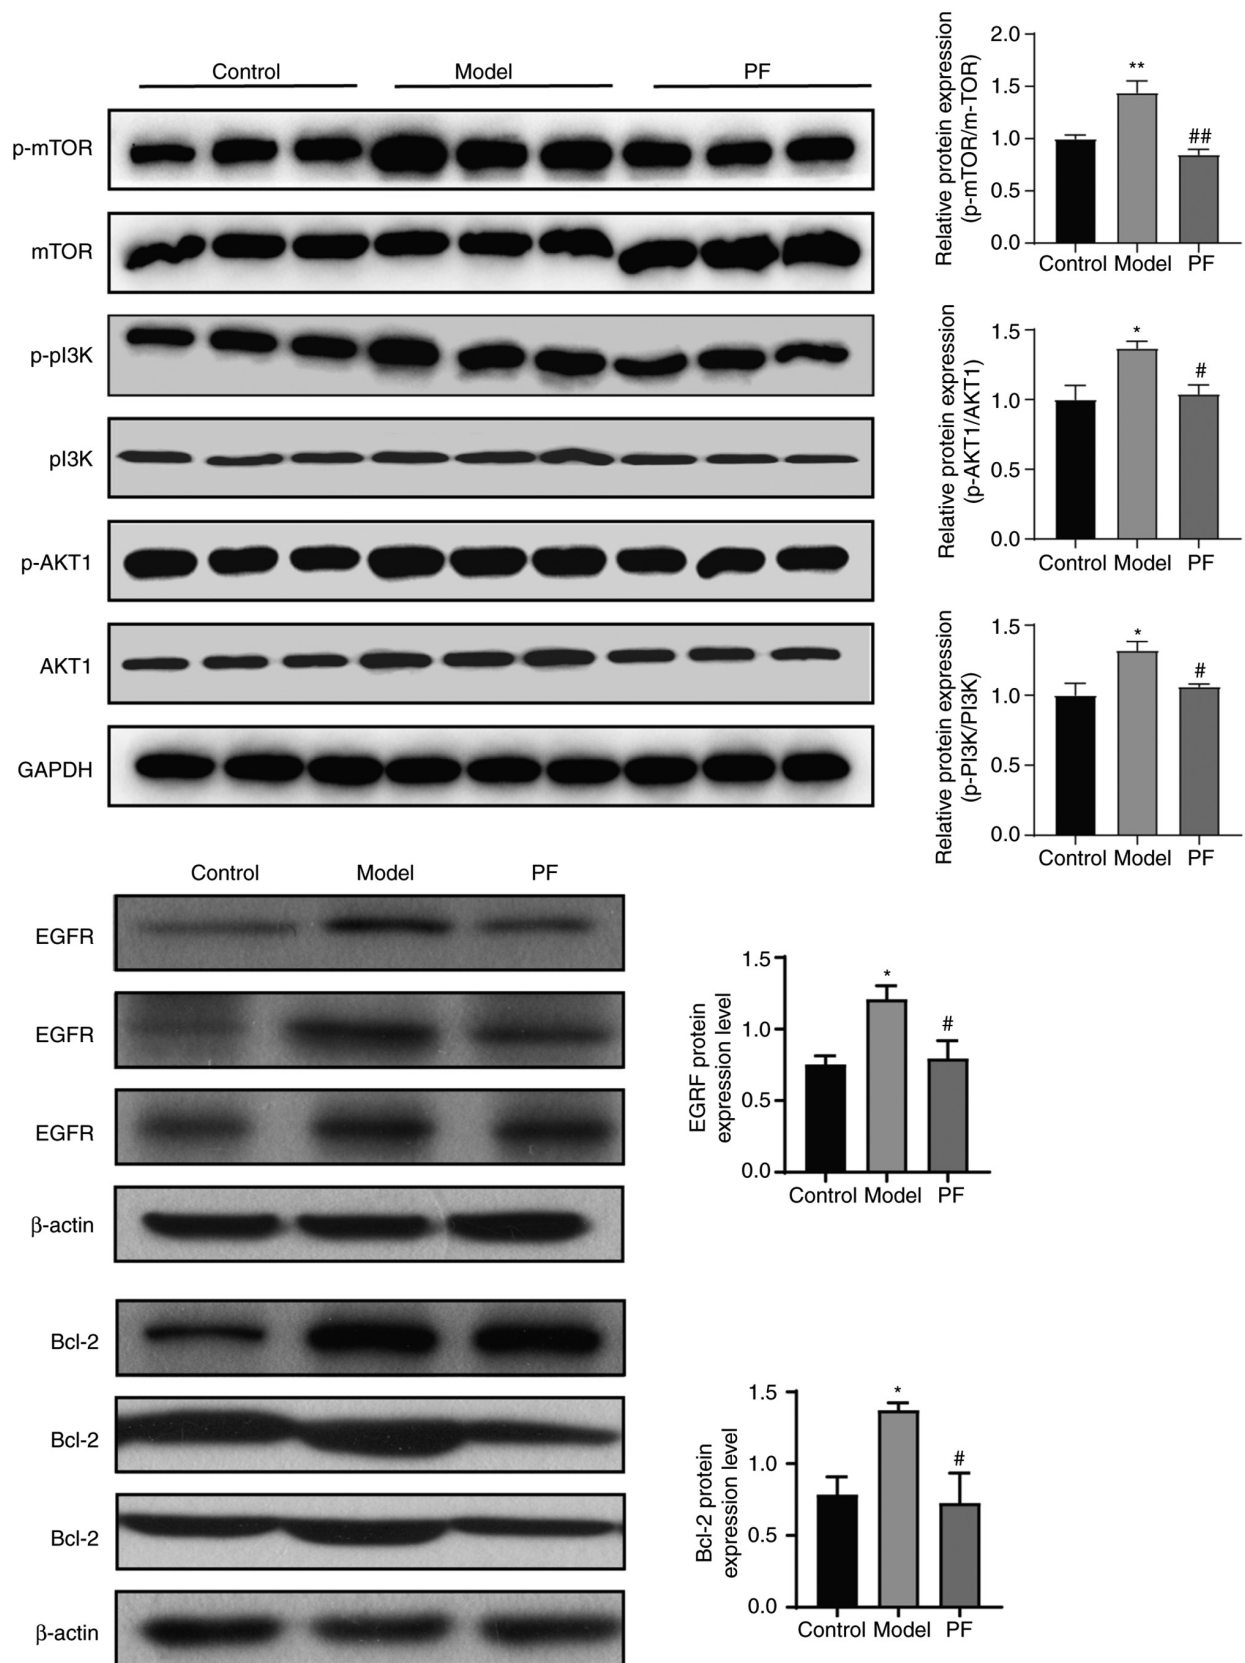 Control Model PF
p-mTOR
mTOR
p-pI3K
pI3K
p-AKT1
AKT1
GAPDH
Relative protein expression
(p-mTOR/m-TOR)
2.0
1.5
1.0
0.5
0.0
**
##
Control Model PF
Relative protein expression
(p-AKT1/AKT1)
1.5
1.0
0.5
0.0
*
#
Control Model PF
Relative protein expression
(p-PI3K/PI3K)
1.5
1.0
0.5
0.0
*
#
Control Model PF
Control Model PF
EGFR
EGFR
EGFR
β-actin
EGRF protein
expression level
1.5
1.0
0.5
0.0
*
#
Control Model PF
Bcl-2
Bcl-2
Bcl-2
β-actin
Bcl-2 protein
expression level
1.5
1.0
0.5
0.0
*
#
Control Model PF